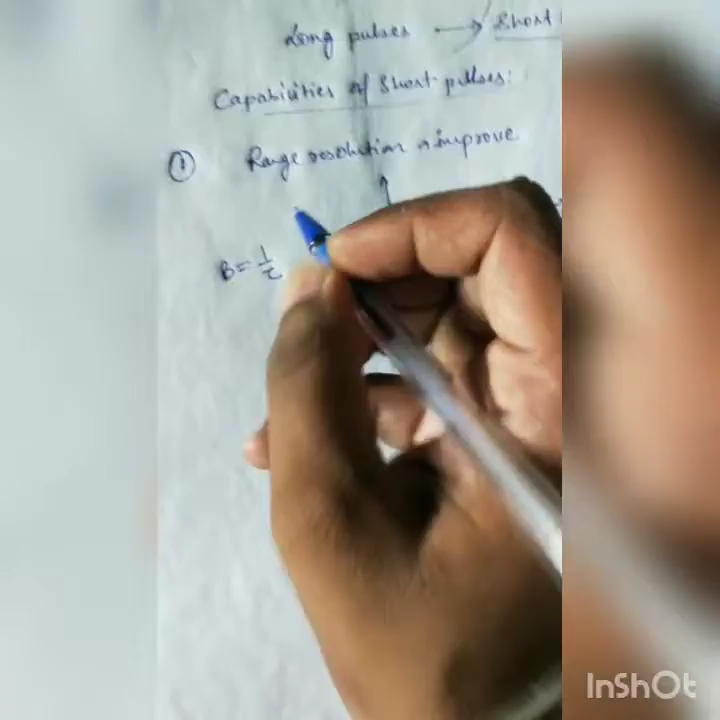 Long pulses → Short
Capabilities of Short pulses:
① Range resolution is improve
B = 1/τ
InShOt